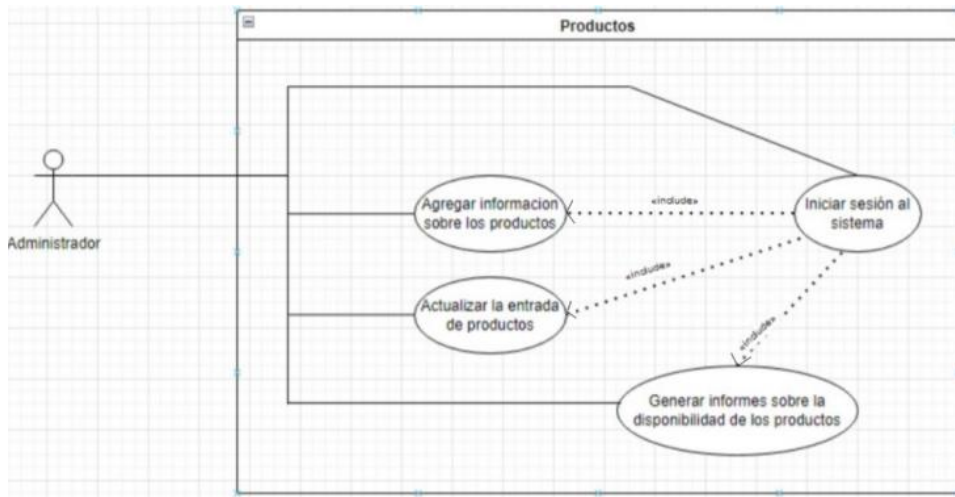 Productos
Agregar informacion
sobre los productos
«include»
Iniciar sesión al
sistema
Administrador
«include»
Actualizar la entrada
de productos
«include»
Generar informes sobre la
disponibilidad de los productos